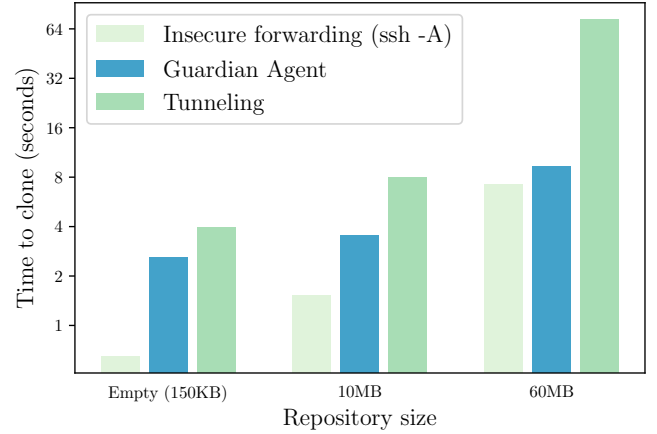 Insecure forwarding (ssh -A)
Guardian Agent
Tunneling
Time to clone (seconds)
64
32
16
8
4
2
1
Empty (150KB)
10MB
60MB
Repository size